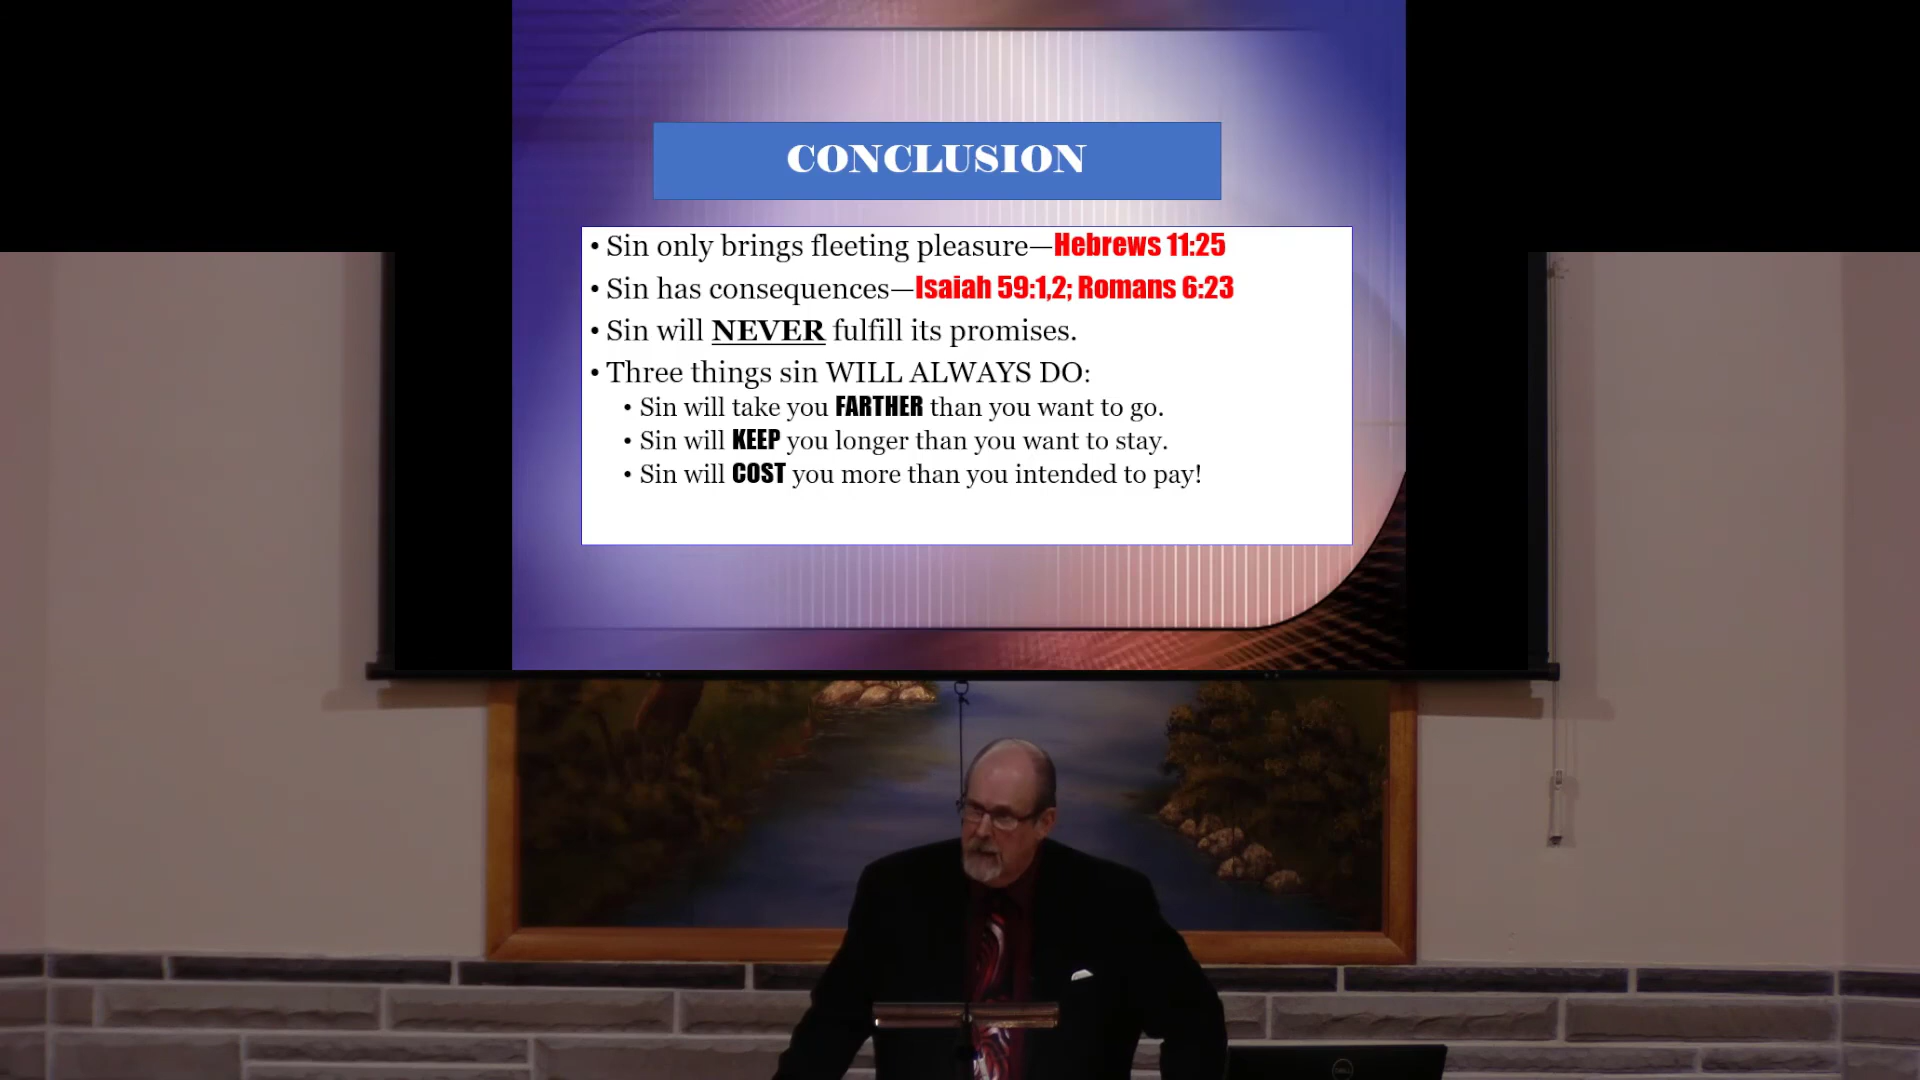 CONCLUSION
• Sin only brings fleeting pleasure—Hebrews 11:25
• Sin has consequences—Isaiah 59:1,2; Romans 6:23
• Sin will NEVER fulfill its promises.
• Three things sin WILL ALWAYS DO:
• Sin will take you FARTHER than you want to go.
• Sin will KEEP you longer than you want to stay.
• Sin will COST you more than you intended to pay!
DELL